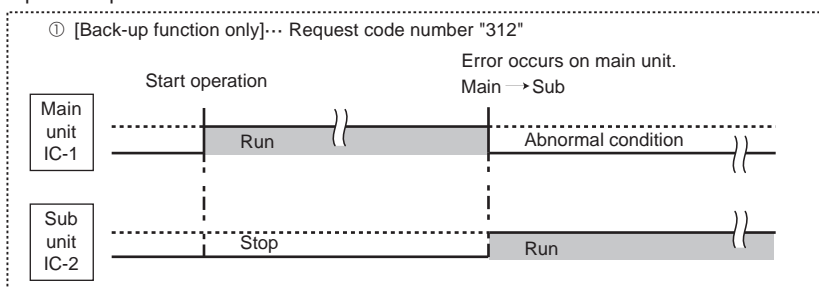 ① [Back-up function only]··· Request code number "312"
Error occurs on main unit.
Start operation
Main → Sub
Main
unit
IC-1
Run
Abnormal condition
Sub
unit
IC-2
Stop
Run